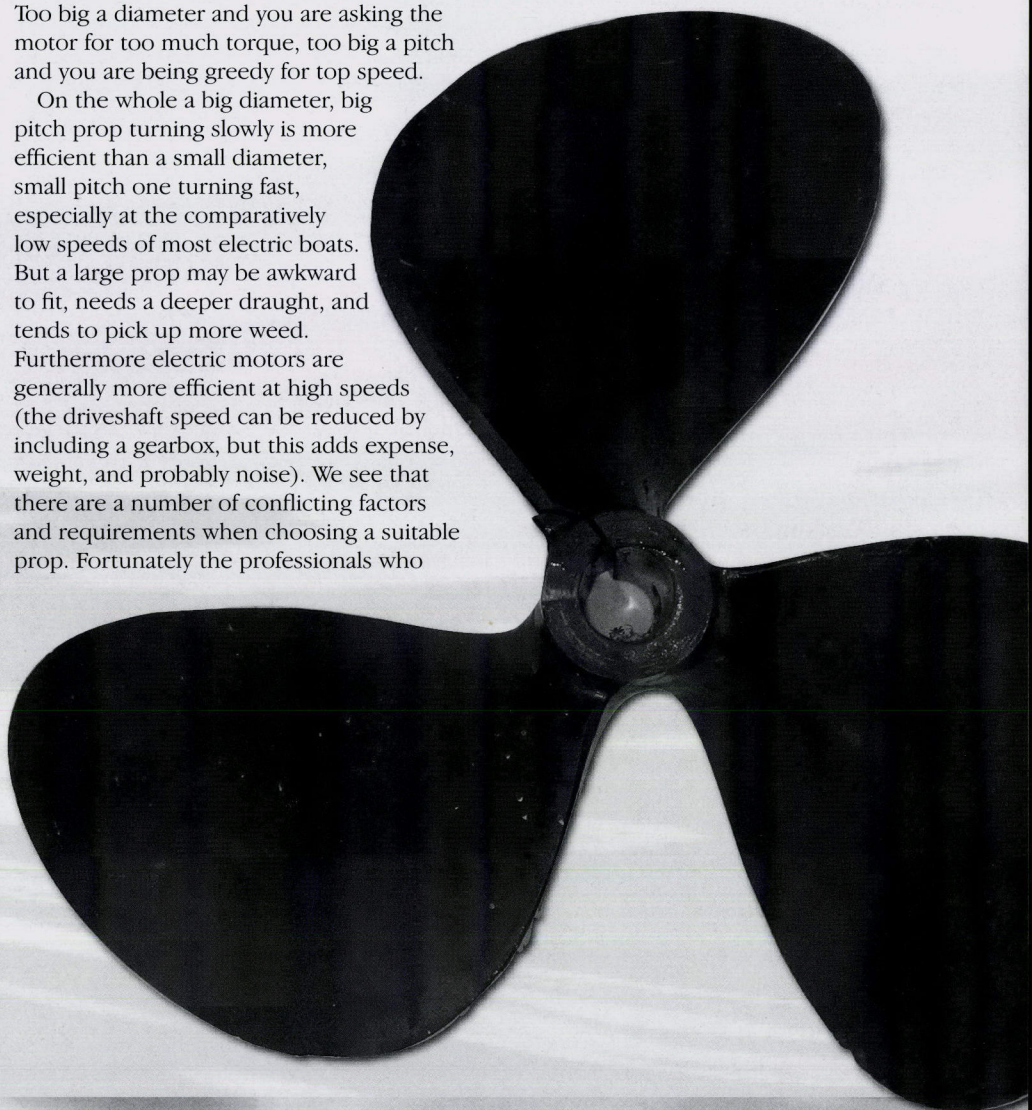 Too big a diameter and you are asking the
motor for too much torque, too big a pitch
and you are being greedy for top speed.
On the whole a big diameter, big
pitch prop turning slowly is more
efficient than a small diameter,
small pitch one turning fast,
especially at the comparatively
low speeds of most electric boats.
But a large prop may be awkward
to fit, needs a deeper draught, and
tends to pick up more weed.
Furthermore electric motors are
generally more efficient at high speeds
(the driveshaft speed can be reduced by
including a gearbox, but this adds expense,
weight, and probably noise). We see that
there are a number of conflicting factors
and requirements when choosing a suitable
prop. Fortunately the professionals who